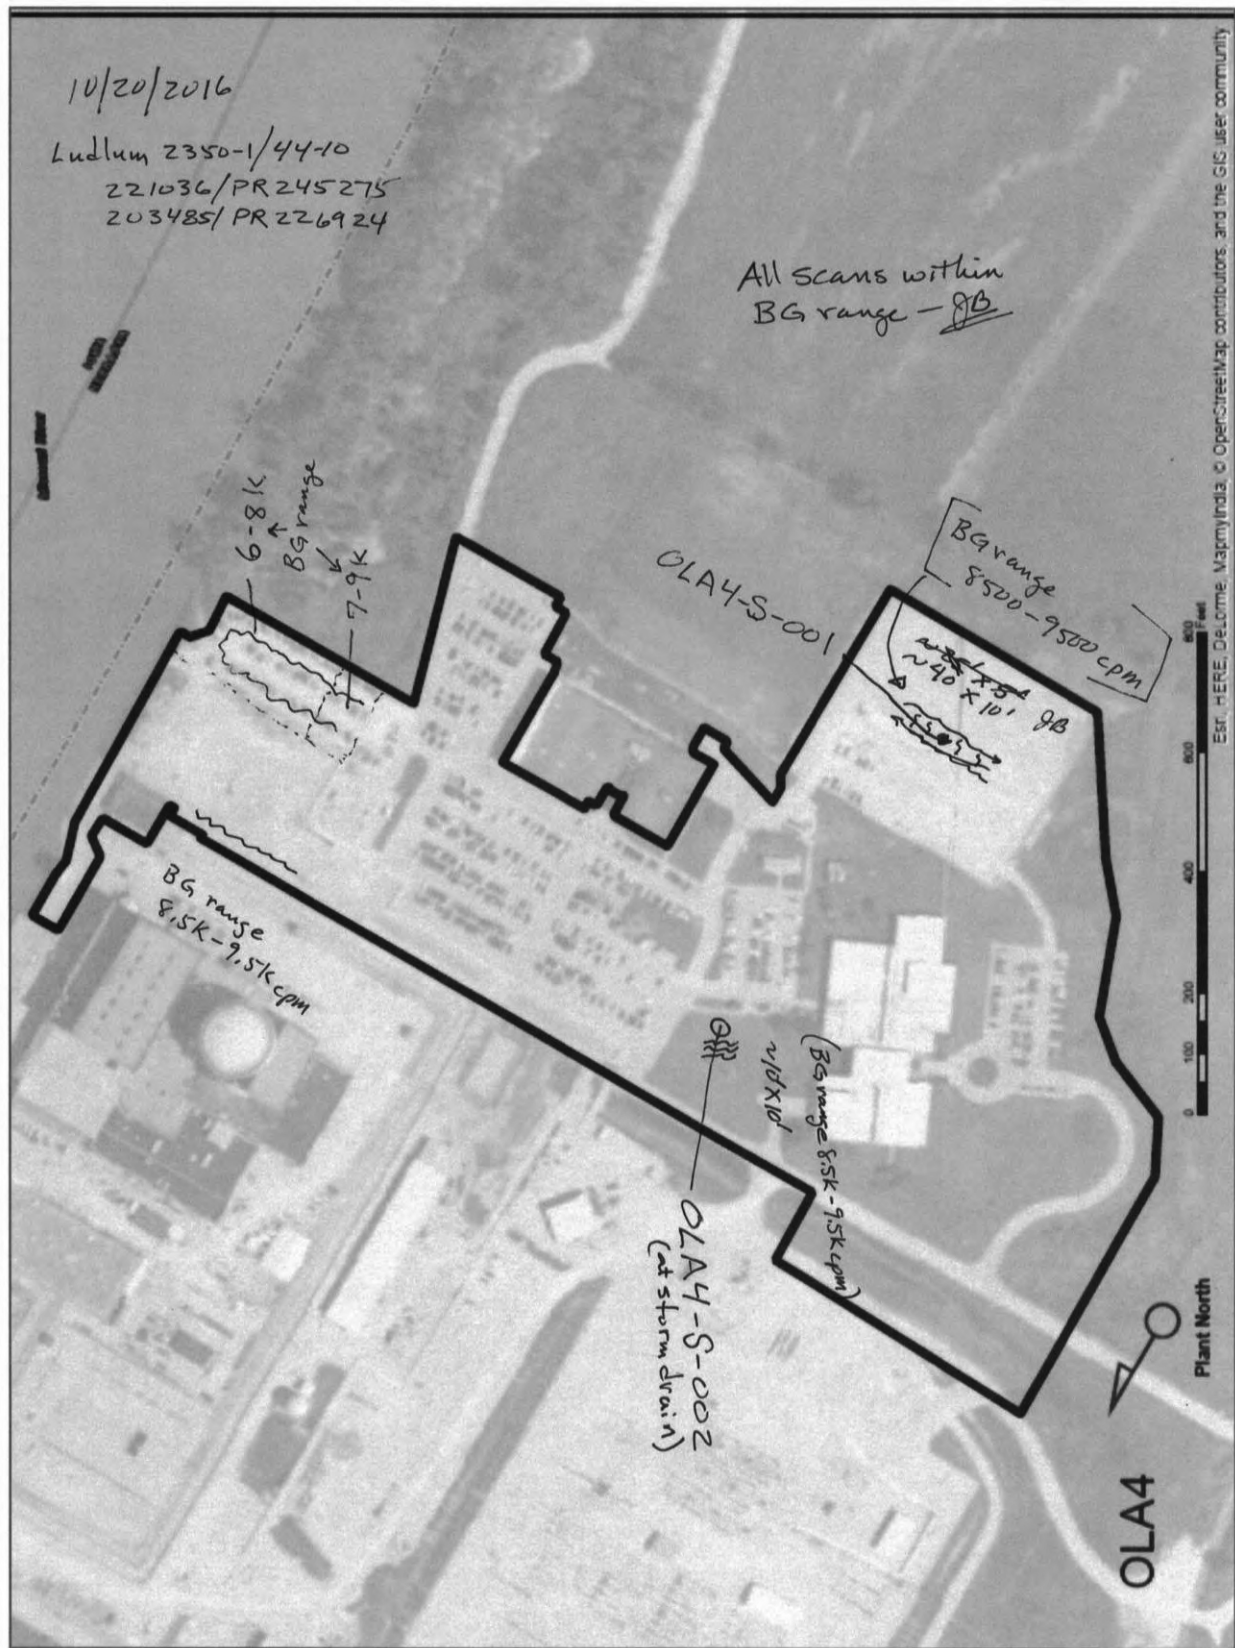 10/20/2016
Ludlum 2350-1/44-10
221036/PR245275
203485/PR226924
All scans within
BG range - JB
6-8K
BG range
7-9K
OLA4-S-001
BG range
8500-9500 cpm
~40 x 10' JB
BG range
8.5K-9.5K cpm
(BG range 8.5K-9.5K cpm)
~10'x10'
OLA4-S-002
(at storm drain)
Feet
0 100 200 400 600 800
Plant North
OLA4
Esri, HERE, DeLorme, MapmyIndia, © OpenStreetMap contributors, and the GIS user community